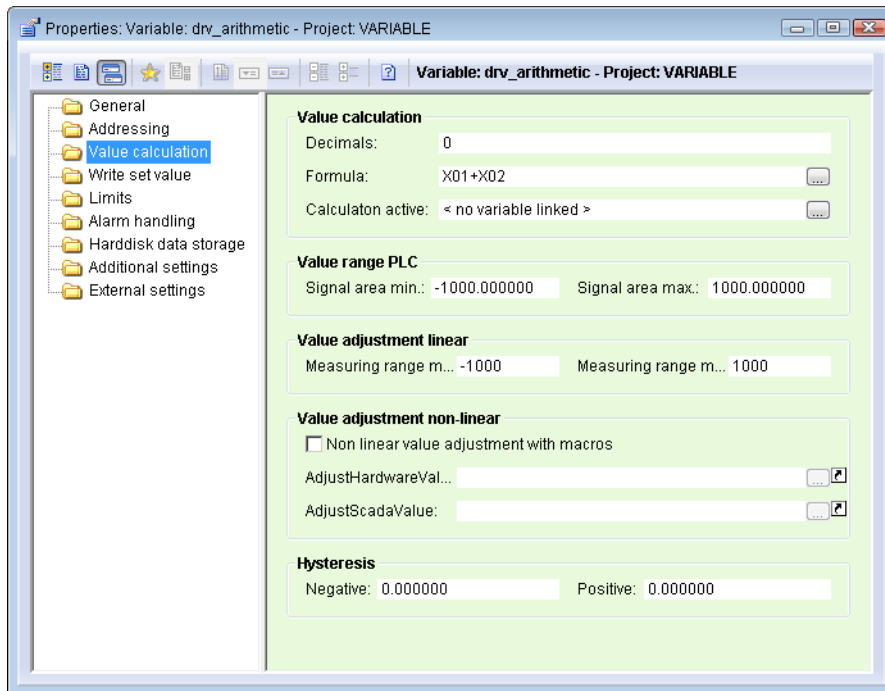 Properties: Variable: drv_arithmetic - Project: VARIABLE
Variable: drv_arithmetic - Project: VARIABLE
General
Addressing
Value calculation
Write set value
Limits
Alarm handling
Harddisk data storage
Additional settings
External settings
Value calculation
Decimals: 0
Formula: X01+X02 ...
Calculaton active: < no variable linked > ...
Value range PLC
Signal area min.: -1000.000000 Signal area max.: 1000.000000
Value adjustment linear
Measuring range m... -1000 Measuring range m... 1000
Value adjustment non-linear
Non linear value adjustment with macros
AdjustHardwareVal... ...
AdjustScadaValue: ...
Hysteresis
Negative: 0.000000 Positive: 0.000000